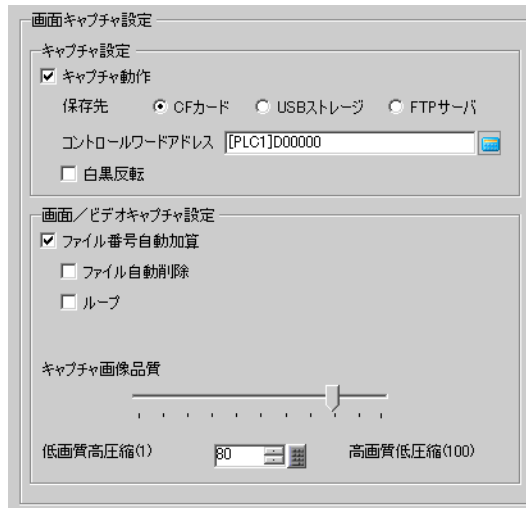 画面キャプチャ設定
キャプチャ設定
キャプチャ動作
保存先 CFカード USBストレージ FTPサーバ
コントロールワードアドレス [PLC1]D00000
白黒反転
画面／ビデオキャプチャ設定
ファイル番号自動加算
ファイル自動削除
ループ
キャプチャ画像品質
低画質高圧縮(1) 80 高画質低圧縮(100)